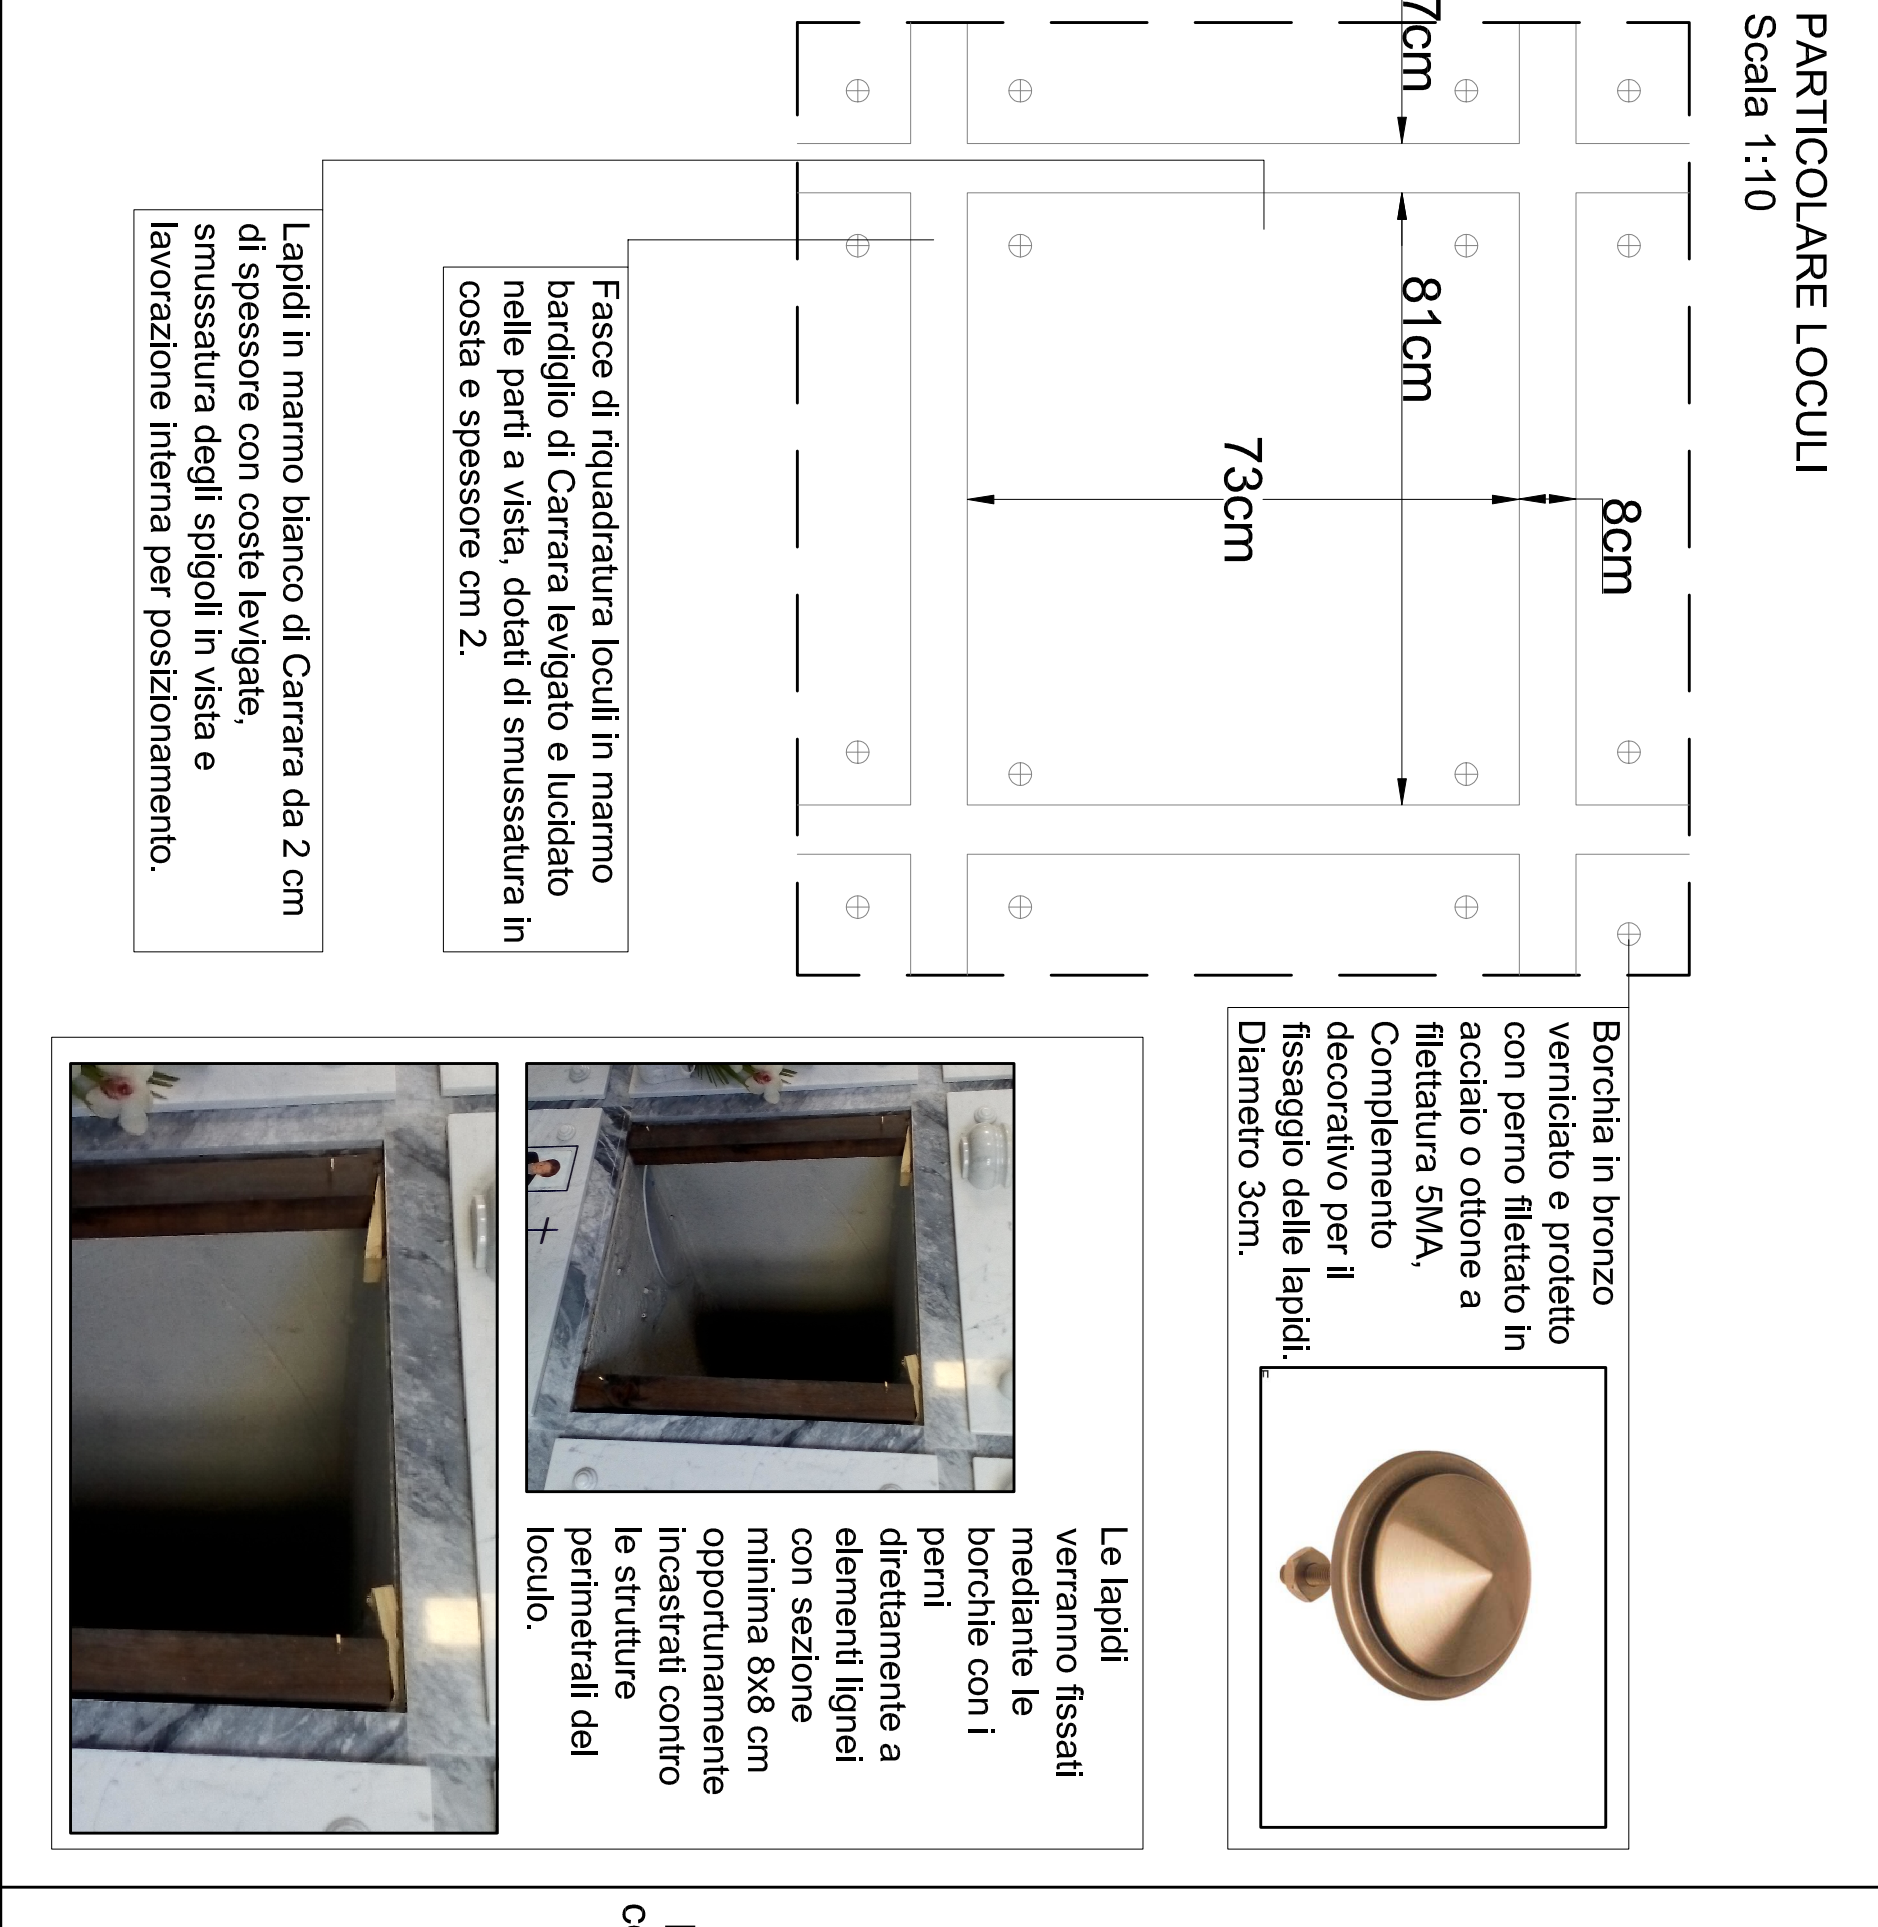 PARTICOLARE LOCULI
Scala 1:10
7cm
81cm
73cm
8cm
Fasce di riquadratura loculi in marmo
bardiglio di Carrara levigato e lucidato
nelle parti a vista, dotati di smussatura in
costa e spessore cm 2.
Lapidi in marmo bianco di Carrara da 2 cm
di spessore con coste levigate,
smussatura degli spigoli in vista e
lavorazione interna per posizionamento.
Borchia in bronzo
verniciato e protetto
con perno filettato in
acciaio o ottone a
filettatura 5MA,
Complemento
decorativo per il
fissaggio delle lapidi.
Diametro 3cm.
Le lapidi
verranno fissati
mediante le
borchie con i
perni
direttamente a
elementi lignei
con sezione
minima 8x8 cm
opportunamente
incastrati contro
le strutture
perimetrali del
loculo.